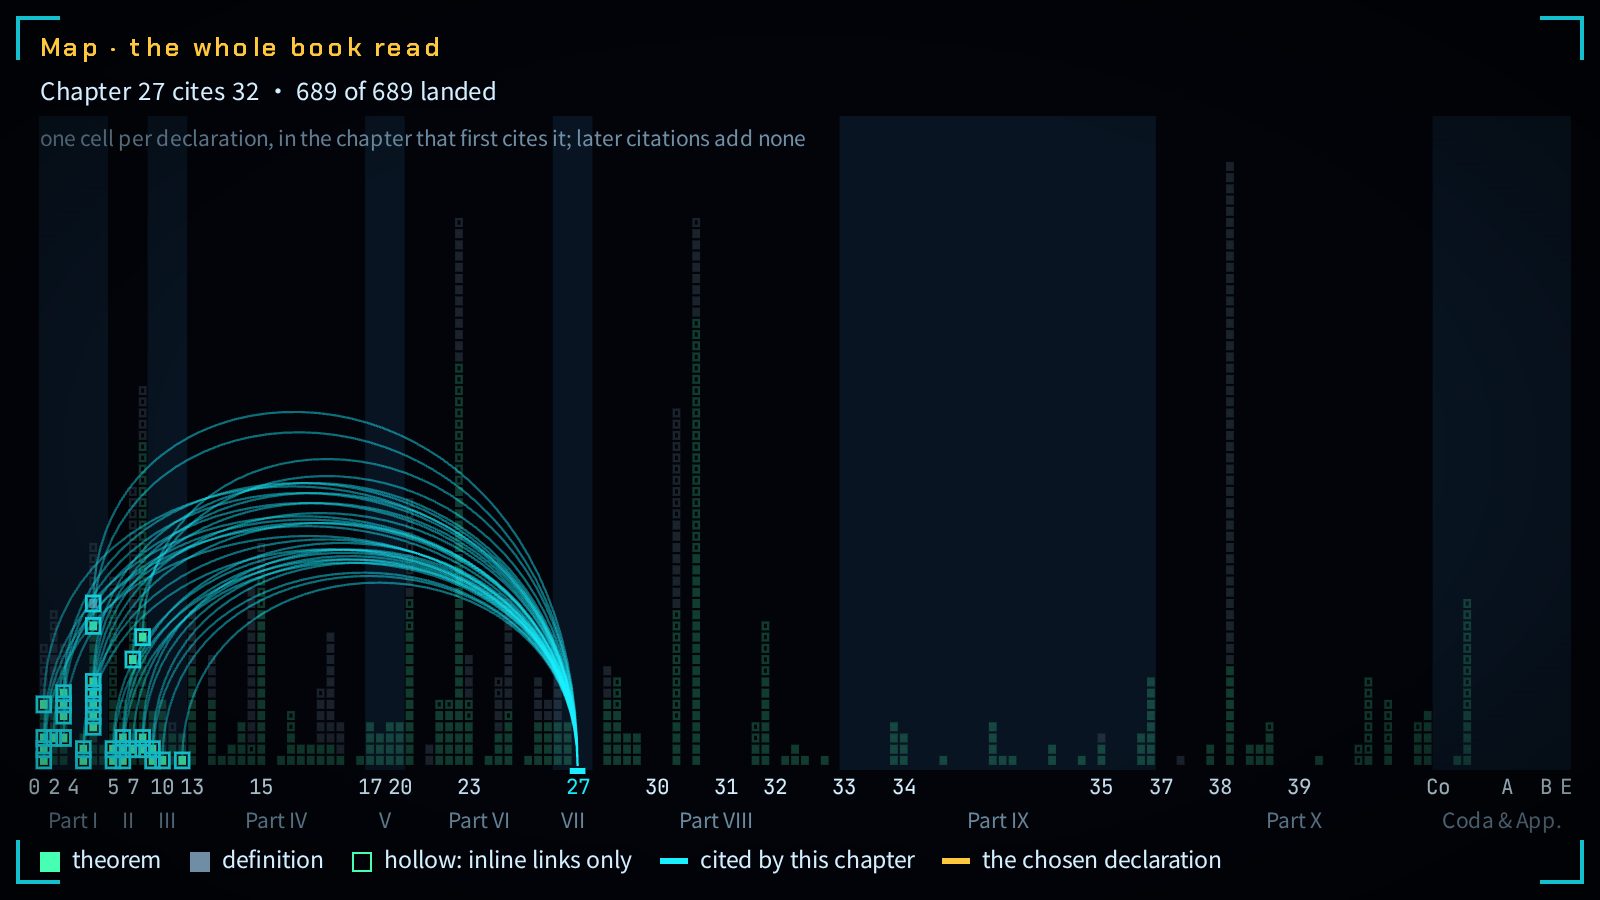 Map · the whole book read
Chapter 27 cites 32 • 689 of 689 landed
one cell per declaration, in the chapter that first cites it; later citations add none
0 2 4 5 7 10 13 15 17 20 23 27 30 31 32 33 34 35 37 38 39 Co A B E
Part I II III Part IV V Part VI VII Part VIII Part IX Part X Coda & App.
theorem definition hollow: inline links only cited by this chapter the chosen declaration